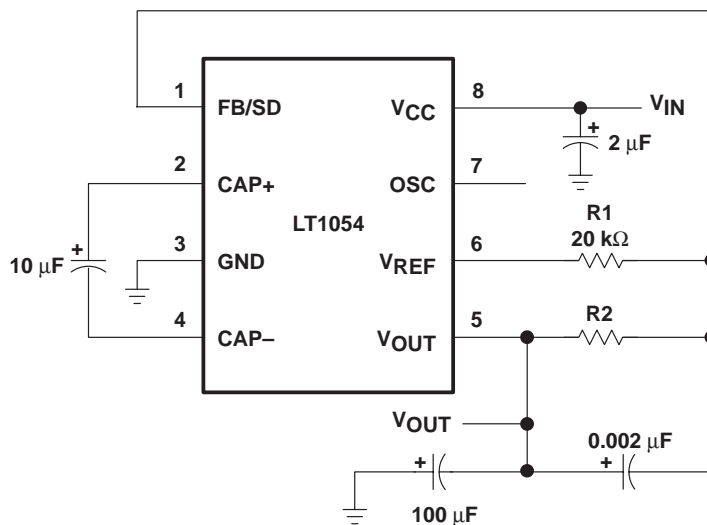 1
FB/SD
VCC
8
VIN
+
2 μF
2
CAP+
OSC
7
LT1054
R1
20 kΩ
+
10 μF
3
GND
VREF
6
4
CAP–
VOUT
5
R2
VOUT
0.002 μF
+
+
100 μF